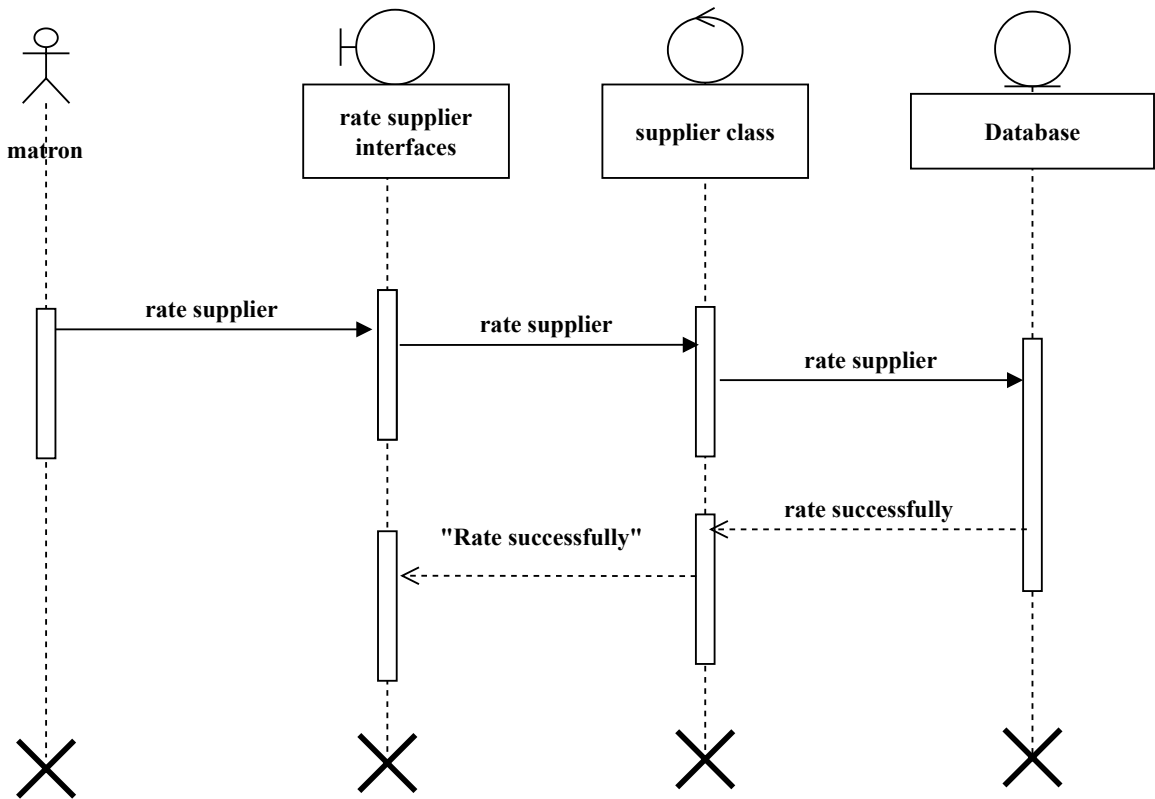 matron
rate supplier
interfaces
supplier class
Database
rate supplier
rate supplier
rate supplier
rate successfully
"Rate successfully"